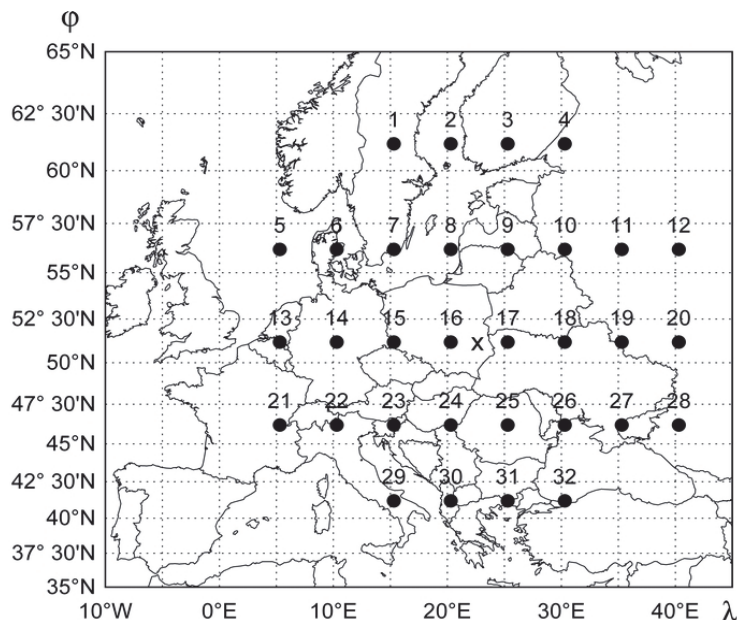 φ
65°N
62° 30'N
1 2 3 4
60°N
57° 30'N
5 6 7 8 9 10 11 12
55°N
52° 30'N
13 14 15 16 17 18 19 20
x
50°N
47° 30'N
21 22 23 24 25 26 27 28
45°N
42° 30'N
29 30 31 32
40°N
37° 30'N
35°N
10°W 0°E 10°E 20°E 30°E 40°E λ